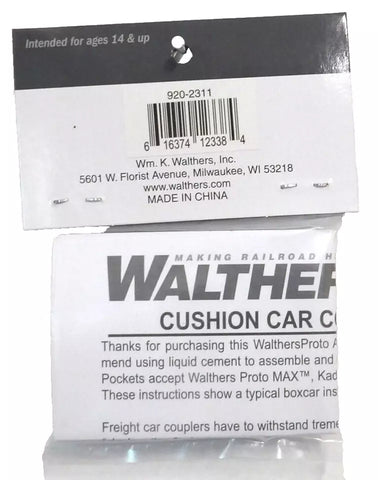 Intended for ages 14 & up
920-2311
6 16374 12338 4
Wm. K. Walthers, Inc.
5601 W. Florist Avenue, Milwaukee, WI 53218
www.walthers.com
MADE IN CHINA
MAKING RAILROAD H
WALTHER
CUSHION CAR C
Thanks for purchasing this WalthersProto A
mend using liquid cement to assemble and
Pockets accept Walthers Proto MAX™, Kad
These instructions show a typical boxcar ins
Freight car couplers have to withstand treme